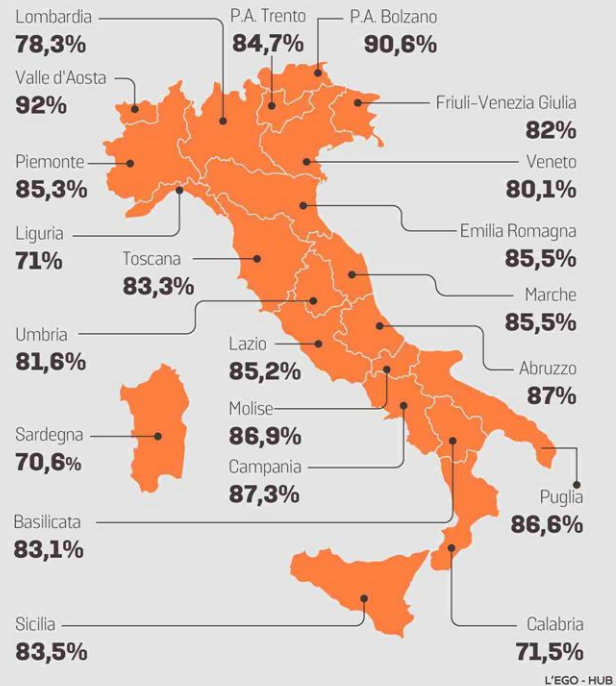 Lombardia
78,3%
P.A. Trento
84,7%
P.A. Bolzano
90,6%
Valle d'Aosta
92%
Friuli-Venezia Giulia
82%
Piemonte
85,3%
Veneto
80,1%
Liguria
71%
Emilia Romagna
85,5%
Toscana
83,3%
Marche
85,5%
Umbria
81,6%
Lazio
85,2%
Abruzzo
87%
Molise
86,9%
Sardegna
70,6%
Campania
87,3%
Puglia
86,6%
Basilicata
83,1%
Sicilia
83,5%
Calabria
71,5%
L'EGO - HUB